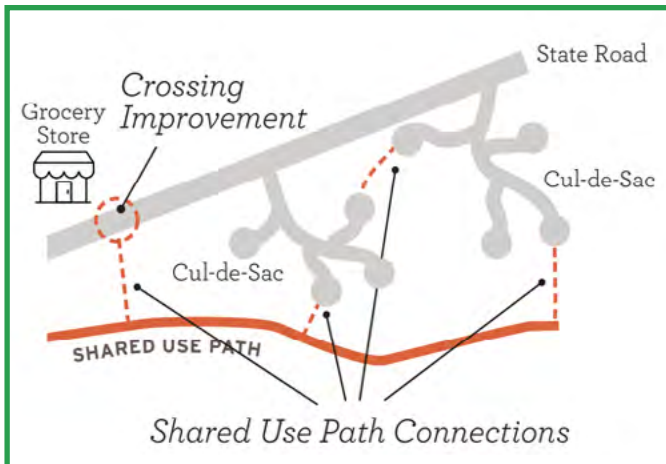 State Road
Crossing
Improvement
Grocery
Store
Cul-de-Sac
Cul-de-Sac
SHARED USE PATH
Shared Use Path Connections